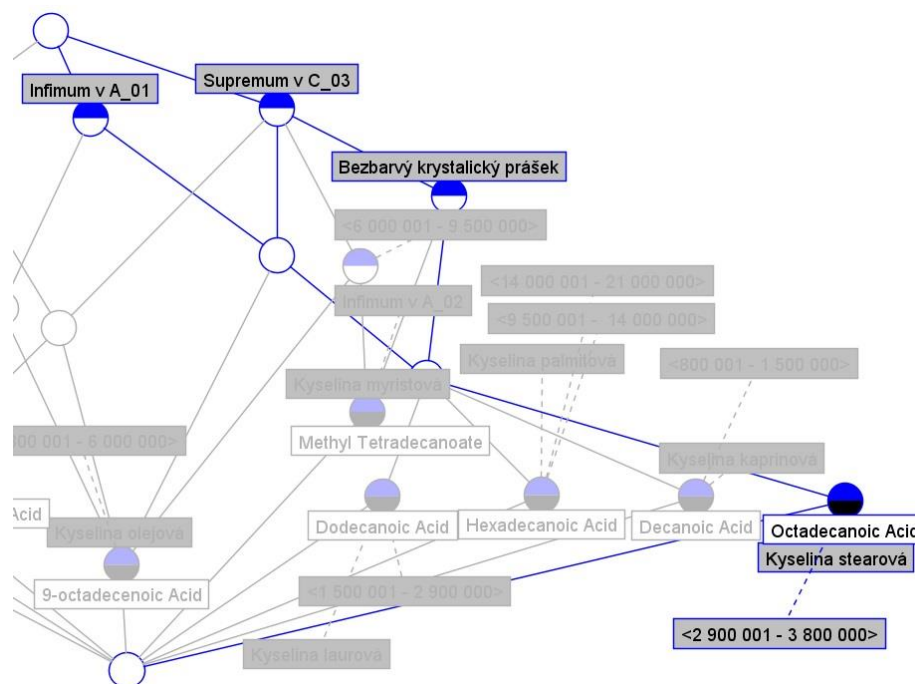 Infimum v A_01
Supremum v C_03
Bezbarvý krystalický prášek
<6 000 001 - 9 500 000>
<14 000 001 - 21 000 000>
Infimum v A_02
<9 500 001 - 14 000 000>
Kyselina palmitová
<800 001 - 1 500 000>
Kyselina myristová
Methyl Tetradecanoate
300 001 - 6 000 000>
Kyselina kaprinová
Acid
Kyselina olejová
Dodecanoic Acid
Hexadecanoic Acid
Decanoic Acid
Octadecanoic Acid
Kyselina stearová
9-octadecenoic Acid
<1 500 001 - 2 900 000>
<2 900 001 - 3 800 000>
Kyselina laurová